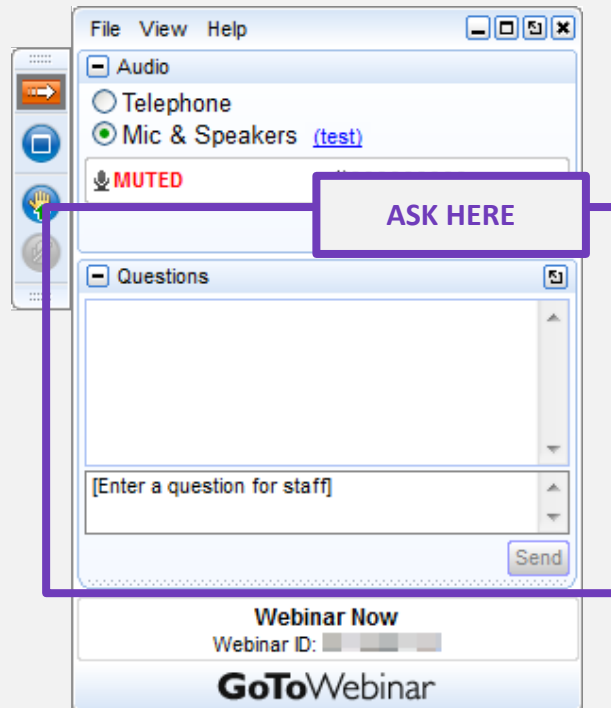 File View Help
Audio
Telephone
Mic & Speakers (test)
MUTED
ASK HERE
Questions
[Enter a question for staff]
Send
Webinar Now
Webinar ID:
GoToWebinar